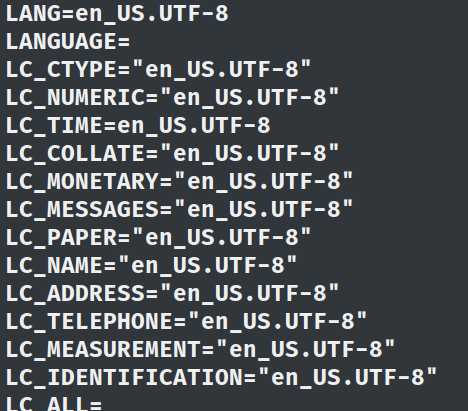 LANG=en_US.UTF-8
LANGUAGE=
LC_CTYPE="en_US.UTF-8"
LC_NUMERIC="en_US.UTF-8"
LC_TIME=en_US.UTF-8
LC_COLLATE="en_US.UTF-8"
LC_MONETARY="en_US.UTF-8"
LC_MESSAGES="en_US.UTF-8"
LC_PAPER="en_US.UTF-8"
LC_NAME="en_US.UTF-8"
LC_ADDRESS="en_US.UTF-8"
LC_TELEPHONE="en_US.UTF-8"
LC_MEASUREMENT="en_US.UTF-8"
LC_IDENTIFICATION="en_US.UTF-8"
LC_ALL=